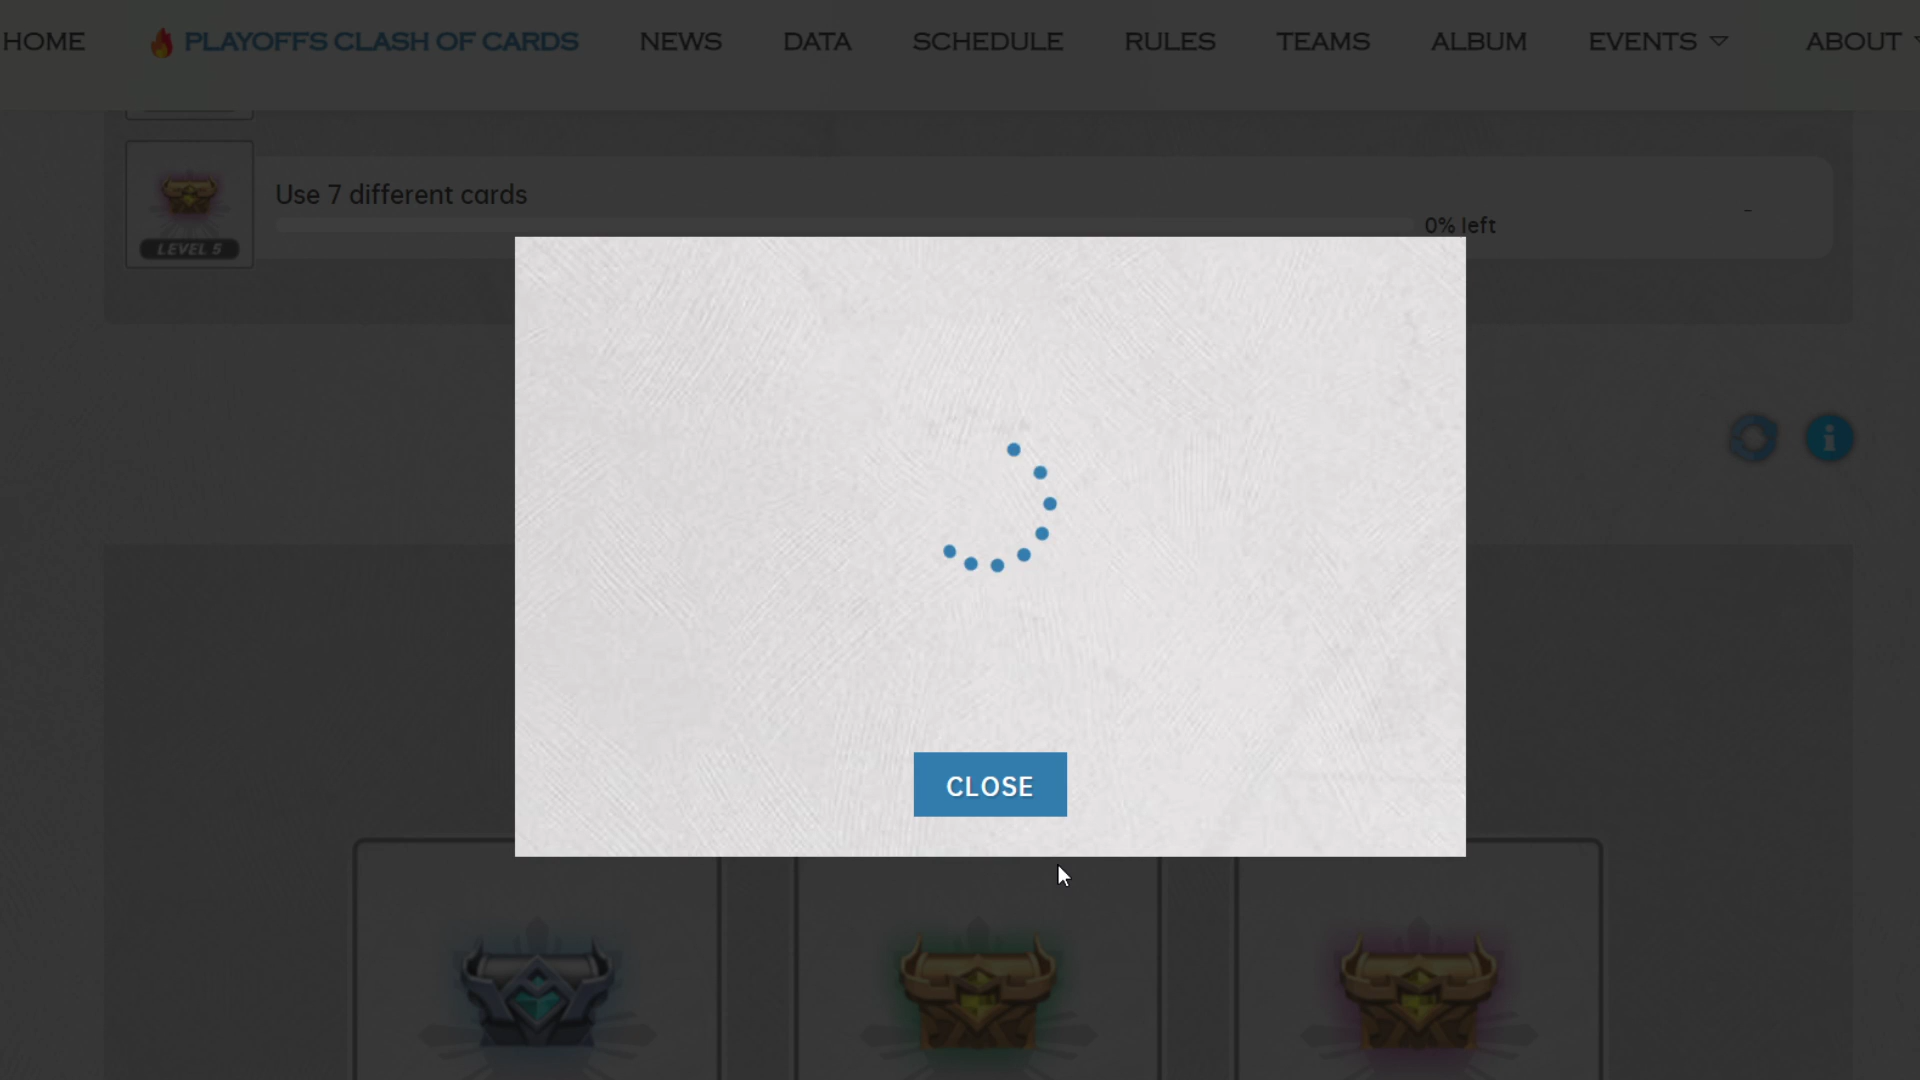 HOME PLAYOFFS CLASH OF CARDS NEWS DATA SCHEDULE RULES TEAMS ALBUM EVENTS ABOUT
Use 7 different cards
-
0% left
LEVEL 5
i
CLOSE